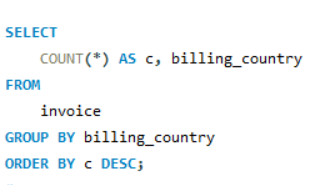 SELECT
COUNT(*) AS c, billing_country
FROM
invoice
GROUP BY billing_country
ORDER BY c DESC;